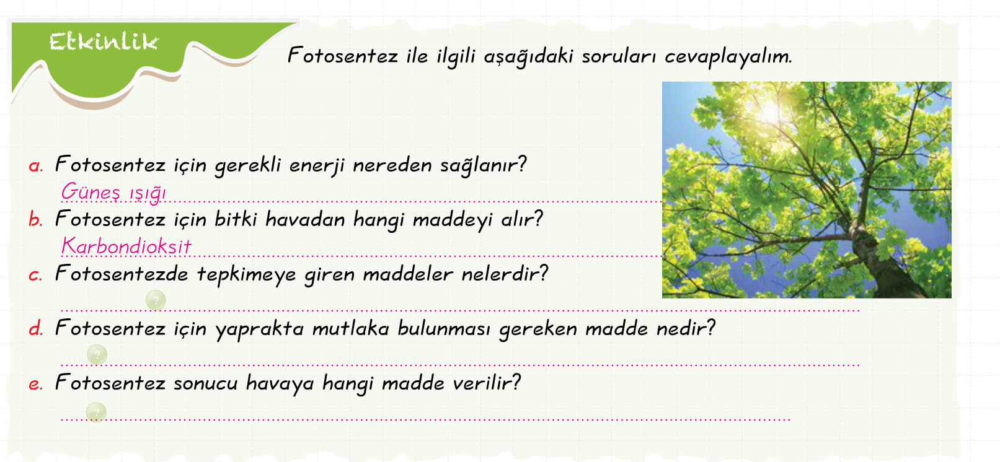 Etkinlik
Fotosentez ile ilgili aşağıdaki soruları cevaplayalım.
a. Fotosentez için gerekli enerji nereden sağlanır?
Güneş ışığı
b. Fotosentez için bitki havadan hangi maddeyi alır?
Karbondioksit
c. Fotosentezde tepkimeye giren maddeler nelerdir?
?
d. Fotosentez için yaprakta mutlaka bulunması gereken madde nedir?
?
e. Fotosentez sonucu havaya hangi madde verilir?
?